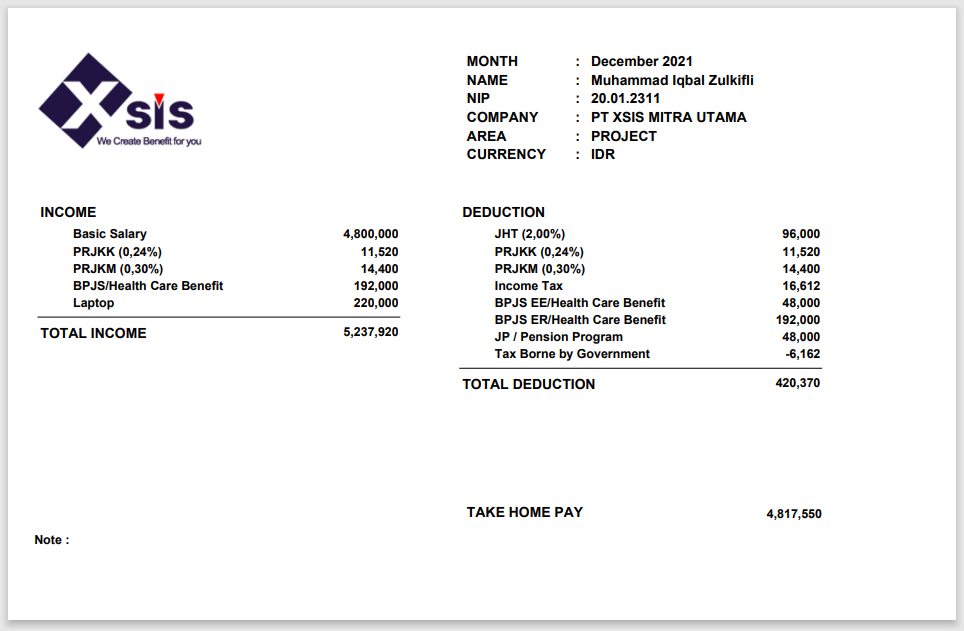 Xsis
We Create Benefit for you
MONTH : December 2021
NAME : Muhammad Iqbal Zulkifli
NIP : 20.01.2311
COMPANY : PT XSIS MITRA UTAMA
AREA : PROJECT
CURRENCY : IDR
INCOME
Basic Salary 4,800,000
PRJKK (0,24%) 11,520
PRJKM (0,30%) 14,400
BPJS/Health Care Benefit 192,000
Laptop 220,000
TOTAL INCOME 5,237,920
DEDUCTION
JHT (2,00%) 96,000
PRJKK (0,24%) 11,520
PRJKM (0,30%) 14,400
Income Tax 16,612
BPJS EE/Health Care Benefit 48,000
BPJS ER/Health Care Benefit 192,000
JP / Pension Program 48,000
Tax Borne by Government -6,162
TOTAL DEDUCTION 420,370
TAKE HOME PAY 4,817,550
Note :